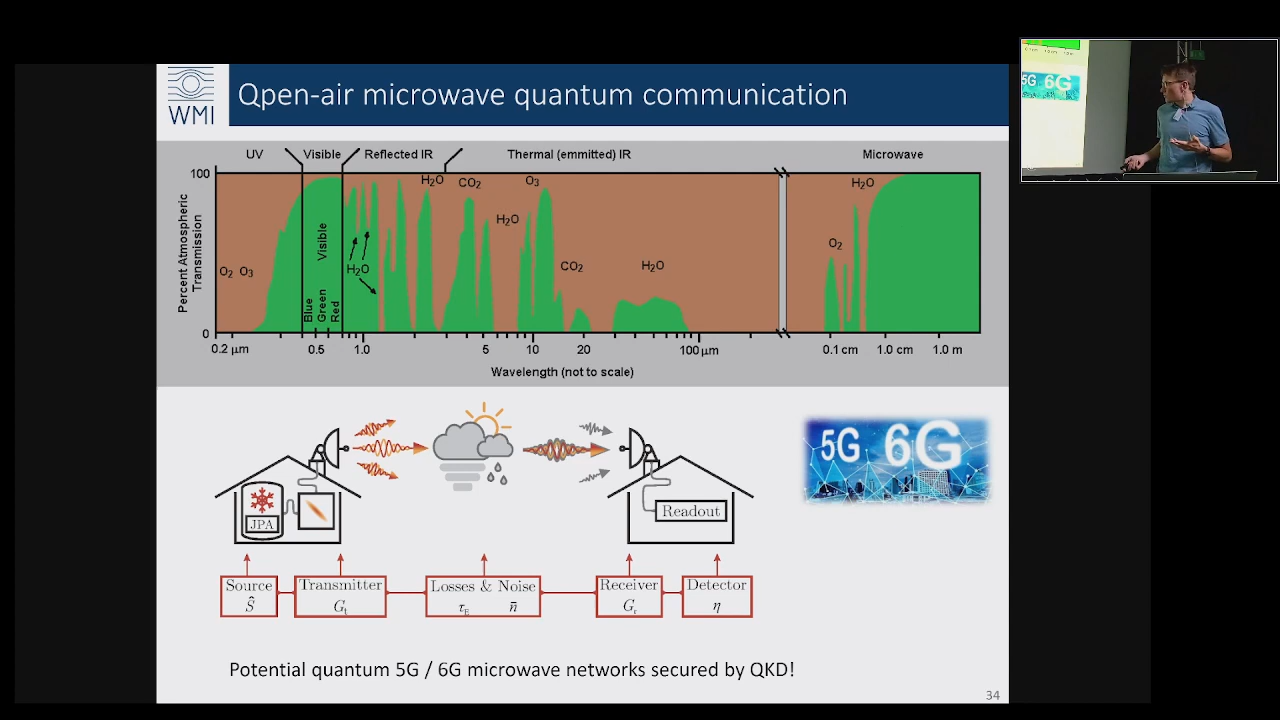 WMI
Qpen-air microwave quantum communication
UV
Visible
Reflected IR
Thermal (emmitted) IR
Microwave
100
Percent Atmospheric
Transmission
0
O2 O3
Blue
Green
Red
Visible
H2O
H2O
CO2
H2O
O3
CO2
H2O
O2
H2O
0.2 µm
0.5
1.0
5
10
20
100µm
0.1 cm
1.0 cm
1.0 m
Wavelength (not to scale)
JPA
Readout
5G 6G
Source
Ŝ
Transmitter
Gt
Losses & Noise
τE n̄
Receiver
Gr
Detector
η
Potential quantum 5G / 6G microwave networks secured by QKD!
34
5G 6G